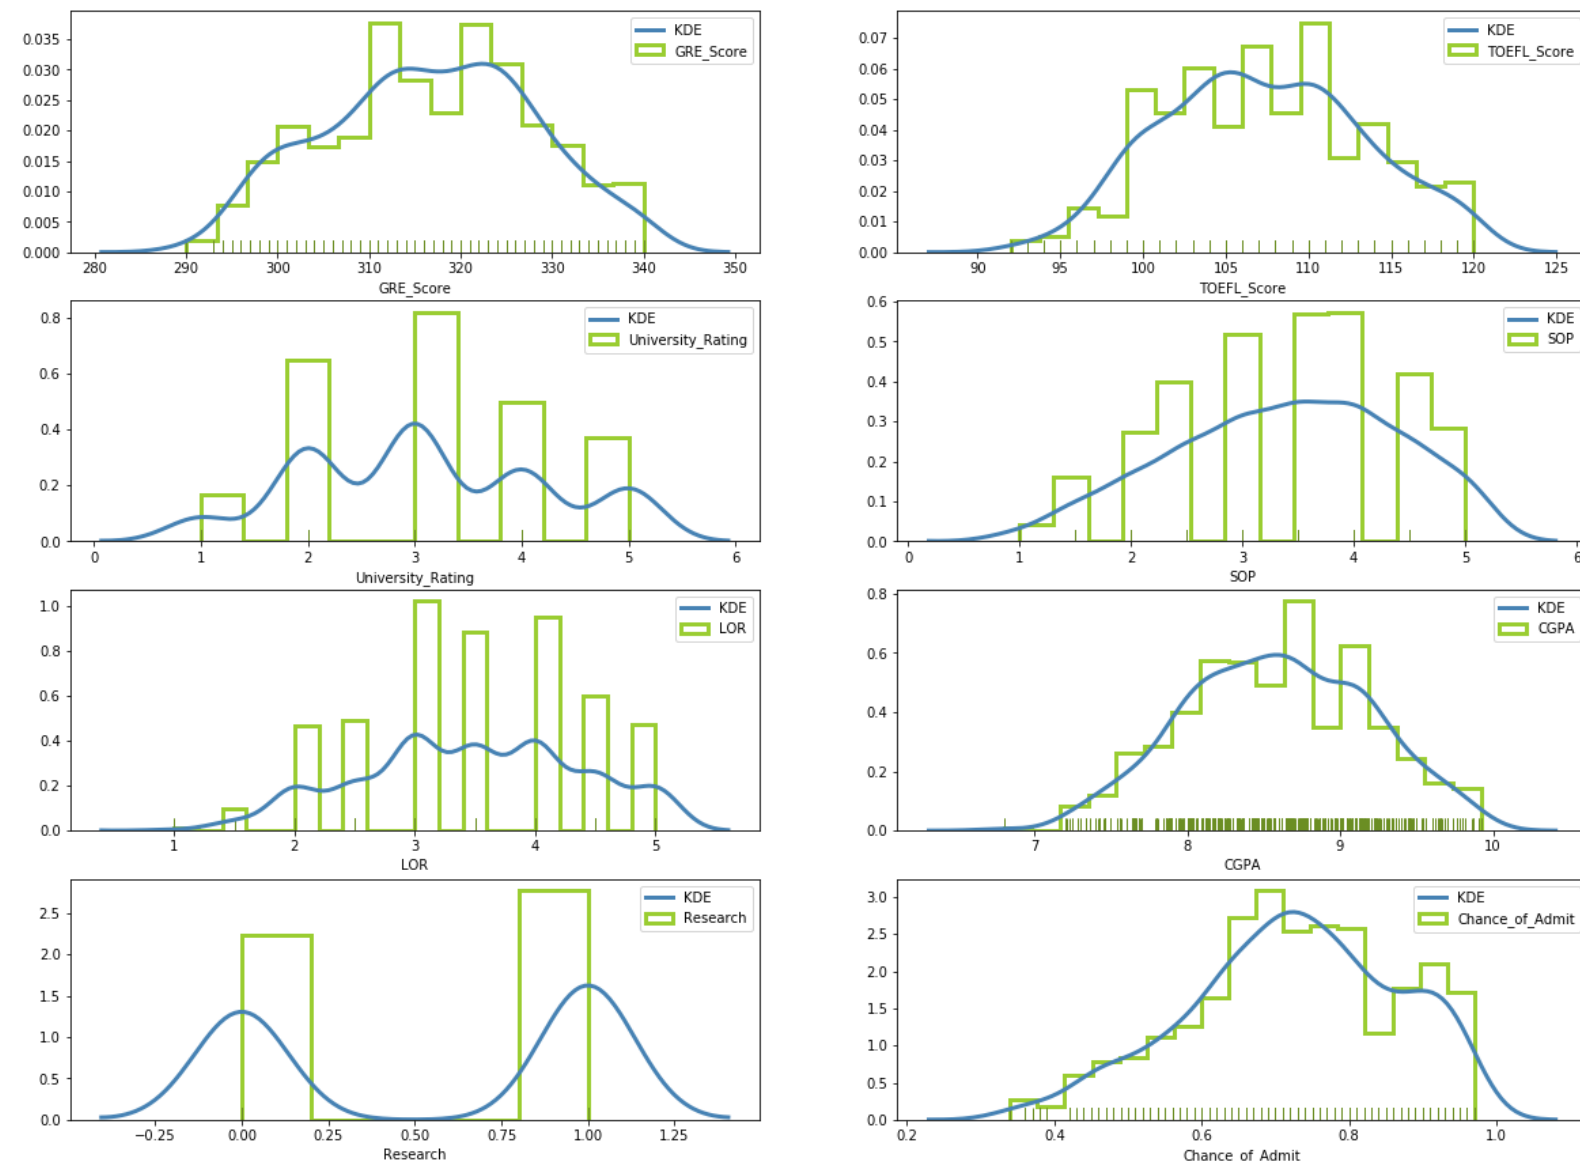 0.035
0.030
0.025
0.020
0.015
0.010
0.005
0.000
KDE
GRE_Score
280 290 300 310 320 330 340 350
GRE_Score
0.07
0.06
0.05
0.04
0.03
0.02
0.01
0.00
KDE
TOEFL_Score
90 95 100 105 110 115 120 125
TOEFL_Score
0.8
0.6
0.4
0.2
0.0
KDE
University_Rating
0 1 2 3 4 5 6
University_Rating
0.6
0.5
0.4
0.3
0.2
0.1
0.0
KDE
SOP
0 1 2 3 4 5 6
SOP
1.0
0.8
0.6
0.4
0.2
0.0
KDE
LOR
1 2 3 4 5
LOR
0.8
0.6
0.4
0.2
0.0
KDE
CGPA
7 8 9 10
CGPA
2.5
2.0
1.5
1.0
0.5
0.0
KDE
Research
−0.25 0.00 0.25 0.50 0.75 1.00 1.25
Research
3.0
2.5
2.0
1.5
1.0
0.5
0.0
KDE
Chance_of_Admit
0.2 0.4 0.6 0.8 1.0
Chance_of_Admit